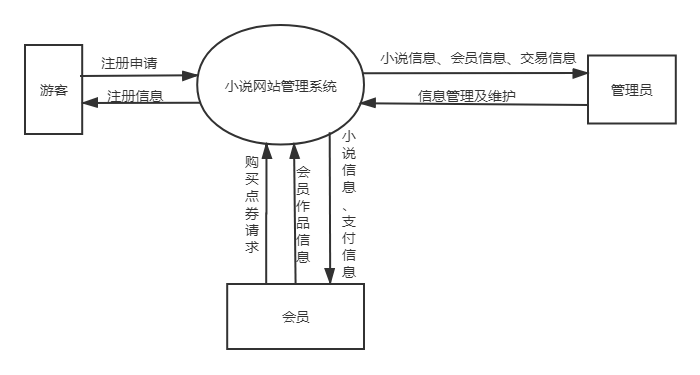 注册申请
小说信息、会员信息、交易信息
游客
小说网站管理系统
管理员
注册信息
信息管理及维护
购买点券请求
会员作品信息
小说信息、支付信息
会员